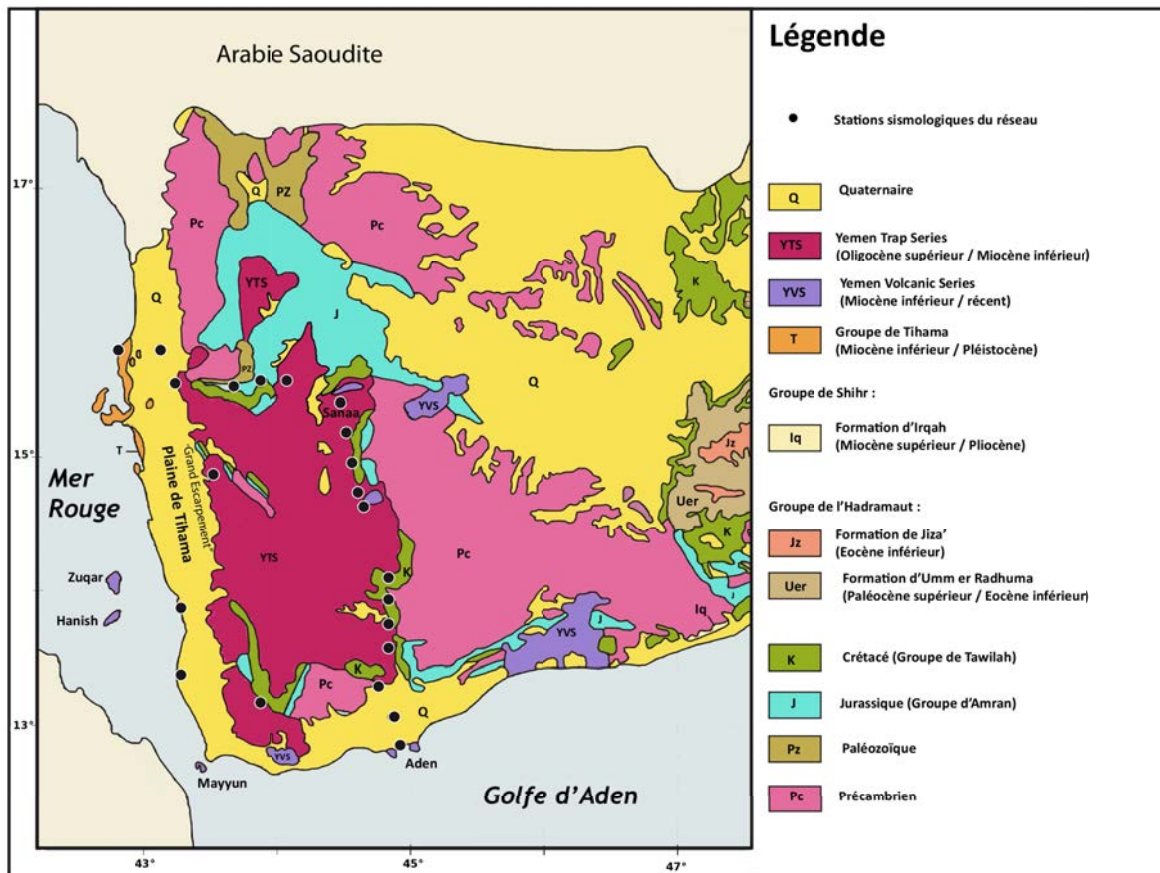 Arabie Saoudite
17°
15°
13°
43°
45°
47°
Pc
Q
PZ
Pc
Q
YTS
J
K
PZ
Q
Sanaa
YVS
T
Plaine de Tihama
"Grand Escarpement"
Mer
Rouge
YTS
Pc
K
Jz
Uer
K
J
Iq
Zuqar
Hanish
YVS
J
K
Pc
Q
YVS
Mayyun
Aden
Golfe d'Aden
Légende
Stations sismologiques du réseau
Q
Quaternaire
YTS
Yemen Trap Series
(Oligocène supérieur / Miocène inférieur)
YVS
Yemen Volcanic Series
(Miocène inférieur / récent)
T
Groupe de Tihama
(Miocène inférieur / Pléistocène)
Groupe de Shihr :
Iq
Formation d'Irqah
(Miocène supérieur / Pliocène)
Groupe de l'Hadramaut :
Jz
Formation de Jiza'
(Eocène inférieur)
Uer
Formation d'Umm er Radhuma
(Paléocène supérieur / Eocène inférieur)
K
Crétacé (Groupe de Tawilah)
J
Jurassique (Groupe d'Amran)
Pz
Paléozoïque
Pc
Précambrien